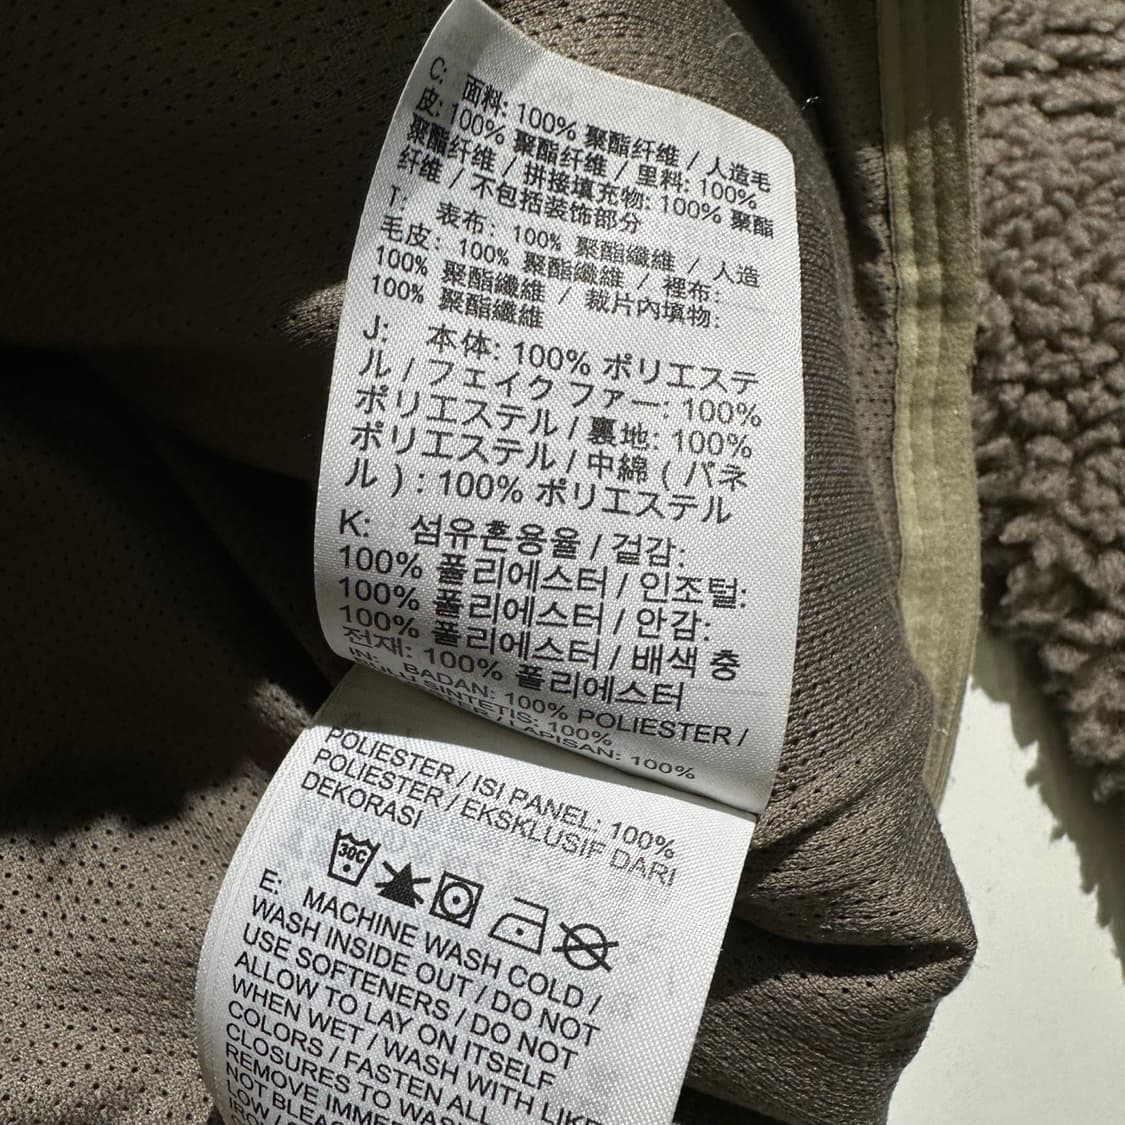 C: 面料: 100% 聚酯纤维 / 人造毛
皮: 100% 聚酯纤维 / 里料: 100%
聚酯纤维 / 拼接填充物: 100% 聚酯
纤维 / 不包括装饰部分
T: 表布: 100% 聚酯纖維 / 人造
毛皮: 100% 聚酯纖維 / 裡布:
100% 聚酯纖維 / 裁片內填物:
100% 聚酯纖維
J: 本体: 100% ポリエステ
ル / フェイクファー: 100%
ポリエステル / 裏地: 100%
ポリエステル / 中綿 ( パネ
ル ) : 100% ポリエステル
K: 섬유혼용율 / 겉감:
100% 폴리에스터 / 인조털:
100% 폴리에스터 / 안감:
100% 폴리에스터 / 배색 충
전재: 100% 폴리에스터
IN: BADAN: 100% POLIESTER /
BULU SINTETIS: 100%
/ LAPISAN: 100%
POLIESTER / ISI PANEL: 100%
POLIESTER / EKSKLUSIF DARI
DEKORASI
30C
E: MACHINE WASH COLD /
WASH INSIDE OUT / DO NOT
USE SOFTENERS / DO NOT
ALLOW TO LAY ON ITSELF
WHEN WET / WASH WITH LIKE
COLORS / FASTEN ALL
CLOSURES TO
REMOVE